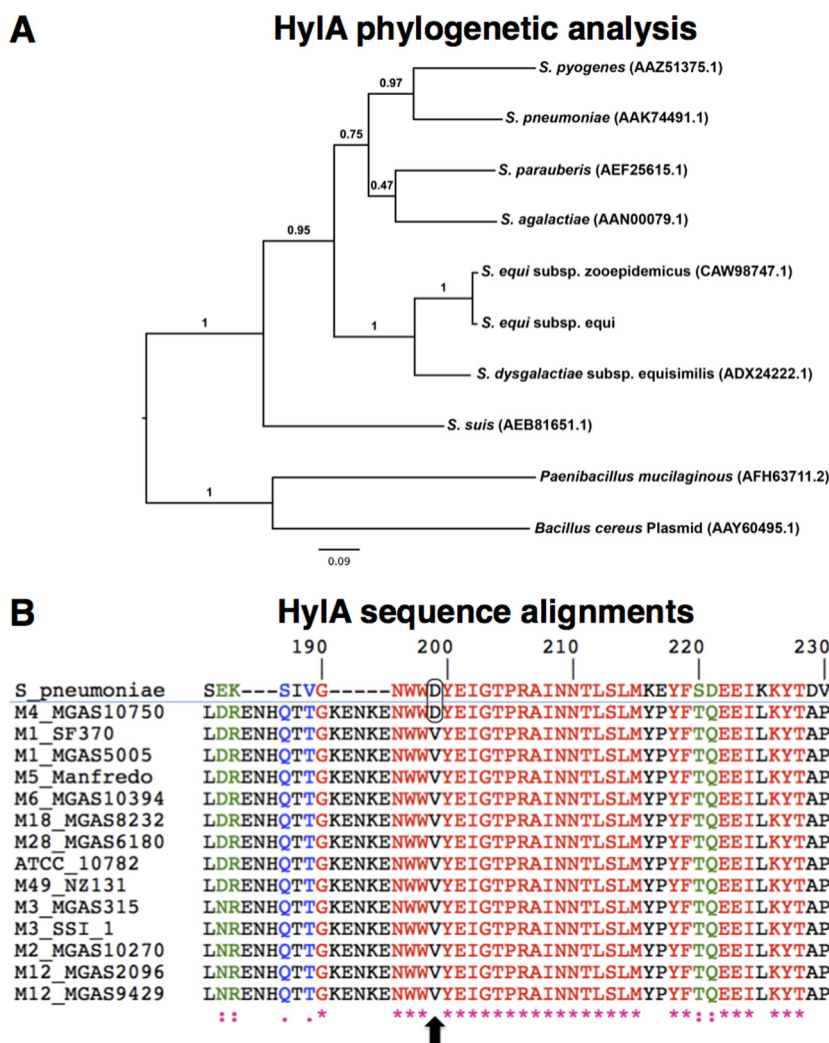 A HylA phylogenetic analysis
S. pyogenes (AAZ51375.1)
0.97
S. pneumoniae (AAK74491.1)
0.75
S. parauberis (AEF25615.1)
0.47
S. agalactiae (AAN00079.1)
0.95
S. equi subsp. zooepidemicus (CAW98747.1)
1
S. equi subsp. equi
1
1
S. dysgalactiae subsp. equisimilis (ADX24222.1)
S. suis (AEB81651.1)
Paenibacillus mucilaginous (AFH63711.2)
1
Bacillus cereus Plasmid (AAY60495.1)
0.09
B HylA sequence alignments
190 200 210 220 230
S_pneumoniae SEK---SIVG-----NWWDYEIGTPRAINNTLSLMKEYFSDEEIKKYTDV
M4_MGAS10750 LDRENHQTTGKENKENWWDYEIGTPRAINNTLSLMYPYFTQEEILKYTAP
M1_SF370 LDRENHQTTGKENKENWWVYEIGTPRAINNTLSLMYPYFTQEEILKYTAP
M1_MGAS5005 LDRENHQTTGKENKENWWVYEIGTPRAINNTLSLMYPYFTQEEILKYTAP
M5_Manfredo LDRENHQTTGKENKENWWVYEIGTPRAINNTLSLMYPYFTQEEILKYTAP
M6_MGAS10394 LDRENHQTTGKENKENWWVYEIGTPRAINNTLSLMYPYFTQEEILKYTAP
M18_MGAS8232 LDRENHQTTGKENKENWWVYEIGTPRAINNTLSLMYPYFTQEEILKYTAP
M28_MGAS6180 LDRENHQTTGKENKENWWVYEIGTPRAINNTLSLMYPYFTQEEILKYTAP
ATCC_10782 LDRENHQTTGKENKENWWVYEIGTPRAINNTLSLMYPYFTQEEILKYTAP
M49_NZ131 LDRENHQTTGKENKENWWVYEIGTPRAINNTLSLMYPYFTQEEILKYTAP
M3_MGAS315 LNRENHQTTGKENKENWWVYEIGTPRAINNTLSLMYPYFTQEEILKYTAP
M3_SSI_1 LNRENHQTTGKENKENWWVYEIGTPRAINNTLSLMYPYFTQEEILKYTAP
M2_MGAS10270 LNRENHQTTGKENKENWWVYEIGTPRAINNTLSLMYPYFTQEEILKYTAP
M12_MGAS2096 LNRENHQTTGKENKENWWVYEIGTPRAINNTLSLMYPYFTQEEILKYTAP
M12_MGAS9429 LNRENHQTTGKENKENWWVYEIGTPRAINNTLSLMYPYFTQEEILKYTAP
:: . .* *** **************** **::*** ***